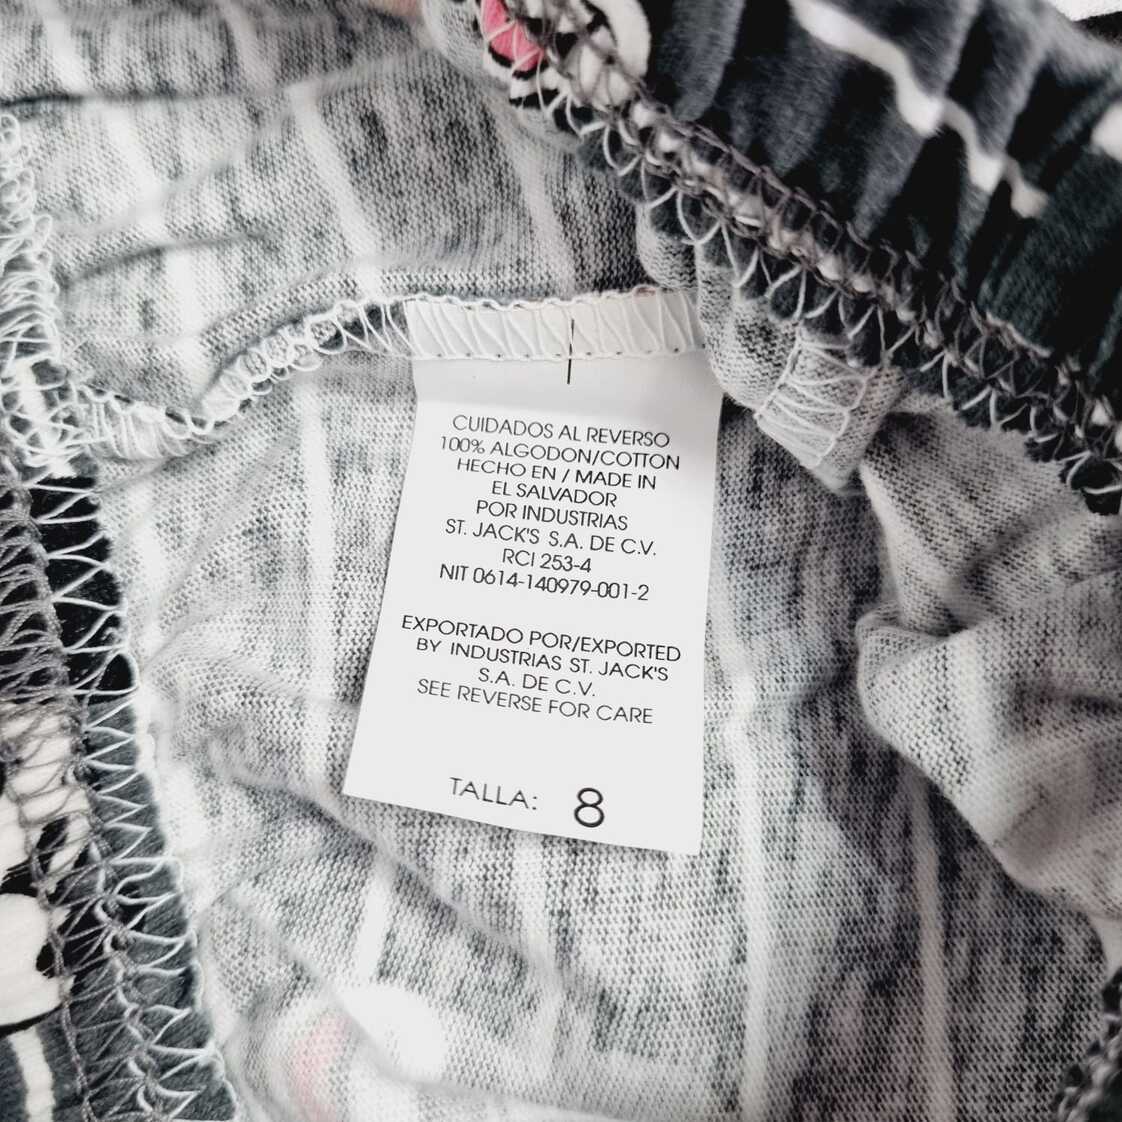 CUIDADOS AL REVERSO
100% ALGODON/COTTON
HECHO EN / MADE IN
EL SALVADOR
POR INDUSTRIAS
ST. JACK'S S.A. DE C.V.
RCI 253-4
NIT 0614-140979-001-2
EXPORTADO POR/EXPORTED
BY INDUSTRIAS ST. JACK'S
S.A. DE C.V.
SEE REVERSE FOR CARE
TALLA: 8